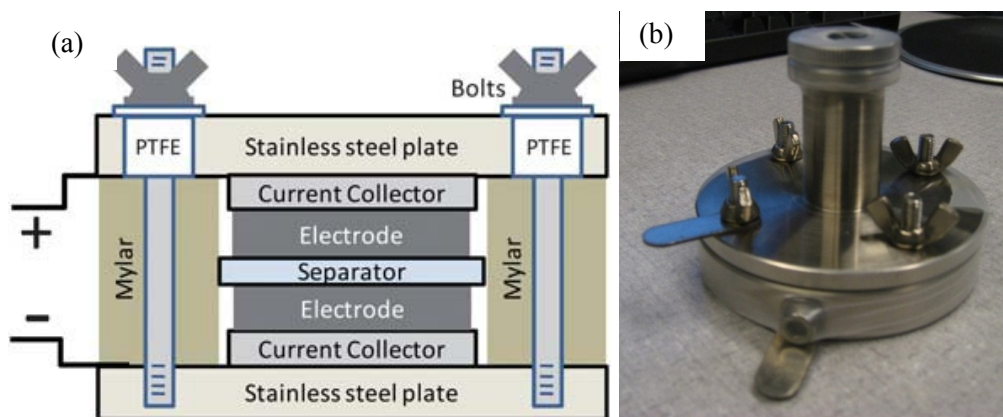 (a)
Bolts
PTFE
Stainless steel plate
PTFE
Current Collector
+
Electrode
Mylar
Separator
Mylar
-
Electrode
Current Collector
Stainless steel plate
(b)